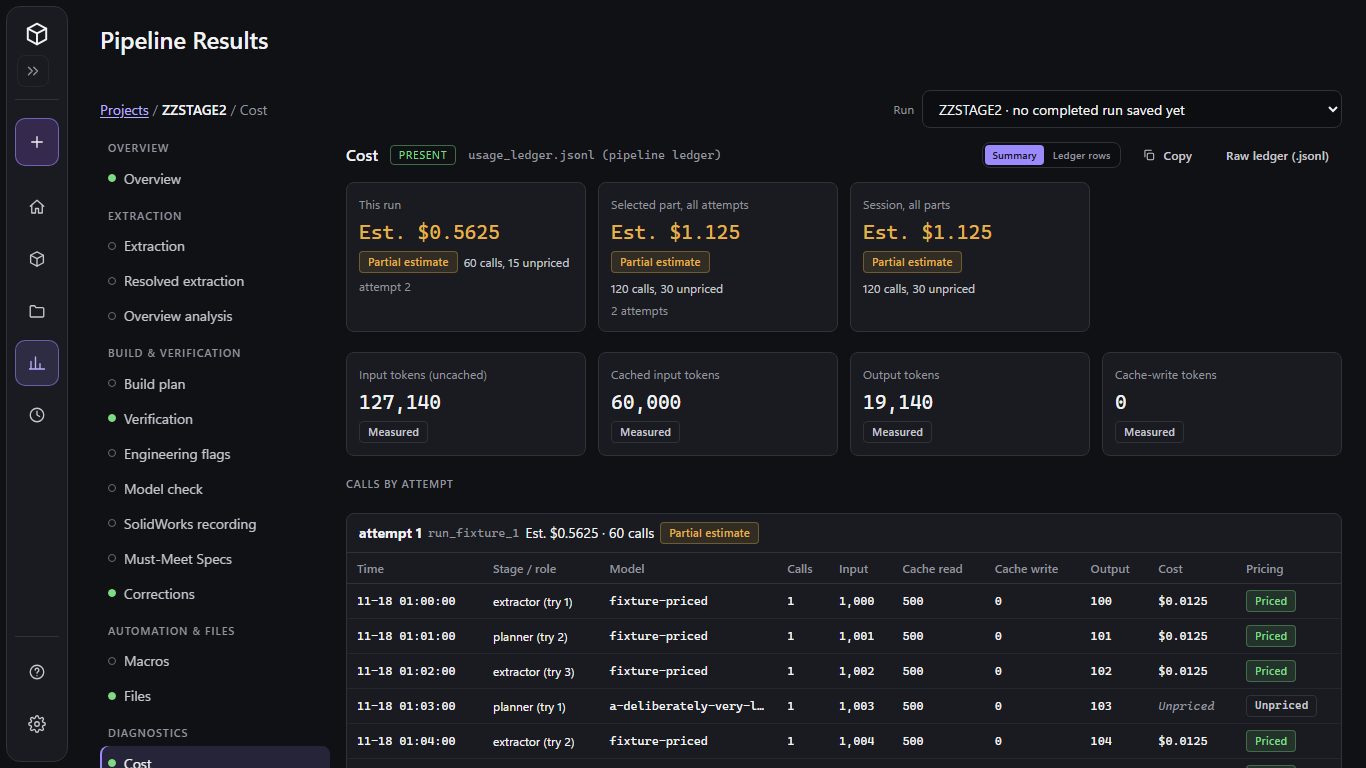 Pipeline Results
Projects / ZZSTAGE2 / Cost
Run
ZZSTAGE2 · no completed run saved yet
OVERVIEW
Overview
EXTRACTION
Extraction
Resolved extraction
Overview analysis
BUILD & VERIFICATION
Build plan
Verification
Engineering flags
Model check
SolidWorks recording
Must-Meet Specs
Corrections
AUTOMATION & FILES
Macros
Files
DIAGNOSTICS
Cost
Cost PRESENT usage_ledger.jsonl (pipeline ledger)
Summary Ledger rows Copy Raw ledger (.jsonl)
This run
Est. $0.5625
Partial estimate 60 calls, 15 unpriced
attempt 2
Selected part, all attempts
Est. $1.125
Partial estimate
120 calls, 30 unpriced
2 attempts
Session, all parts
Est. $1.125
Partial estimate
120 calls, 30 unpriced
Input tokens (uncached)
127,140
Measured
Cached input tokens
60,000
Measured
Output tokens
19,140
Measured
Cache-write tokens
0
Measured
CALLS BY ATTEMPT
attempt 1 run_fixture_1 Est. $0.5625 · 60 calls Partial estimate
Time Stage / role Model Calls Input Cache read Cache write Output Cost Pricing
11-18 01:00:00 extractor (try 1) fixture-priced 1 1,000 500 0 100 $0.0125 Priced
11-18 01:01:00 planner (try 2) fixture-priced 1 1,001 500 0 101 $0.0125 Priced
11-18 01:02:00 extractor (try 3) fixture-priced 1 1,002 500 0 102 $0.0125 Priced
11-18 01:03:00 planner (try 1) a-deliberately-very-l… 1 1,003 500 0 103 Unpriced Unpriced
11-18 01:04:00 extractor (try 2) fixture-priced 1 1,004 500 0 104 $0.0125 Priced